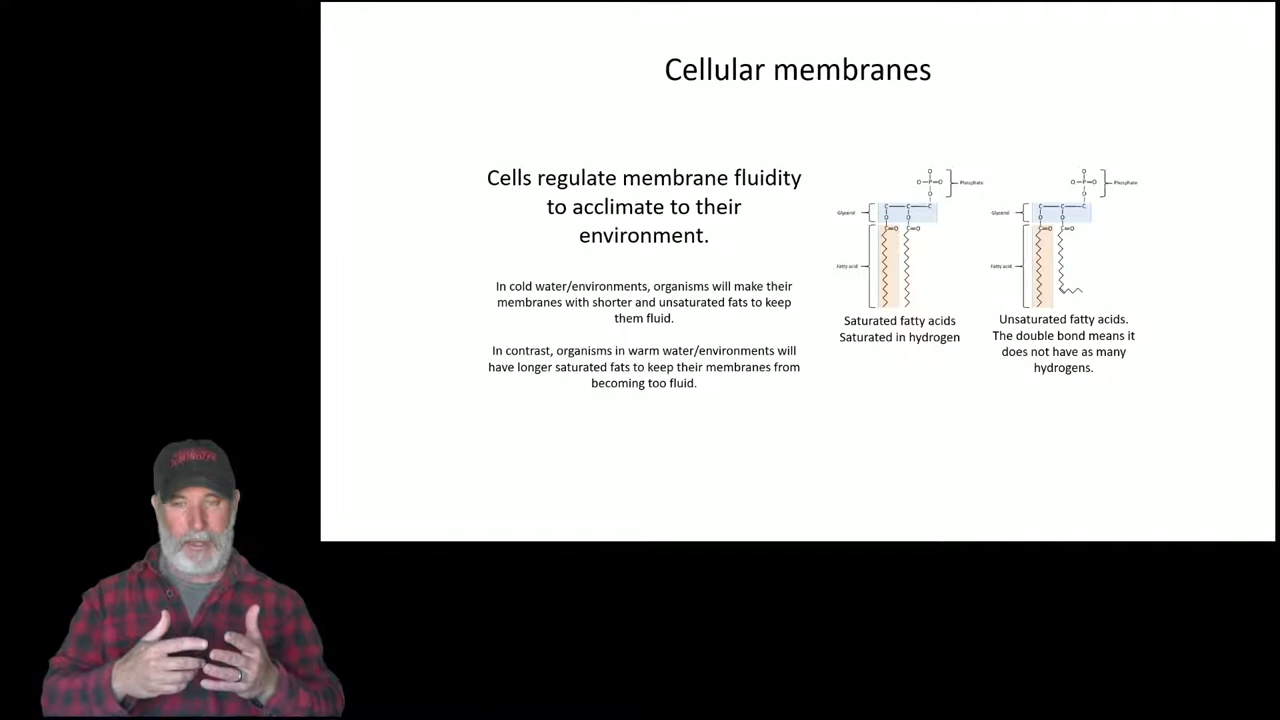 Cellular membranes
Cells regulate membrane fluidity
to acclimate to their
environment.
In cold water/environments, organisms will make their
membranes with shorter and unsaturated fats to keep
them fluid.
In contrast, organisms in warm water/environments will
have longer saturated fats to keep their membranes from
becoming too fluid.
O
O P O
O
Phosphate
Glycerol
C C C
O O
C=O C=O
Fatty acid
Saturated fatty acids
Saturated in hydrogen
O
O P O
O
Phosphate
Glycerol
C C C
O O
C=O C=O
Fatty acid
Unsaturated fatty acids.
The double bond means it
does not have as many
hydrogens.